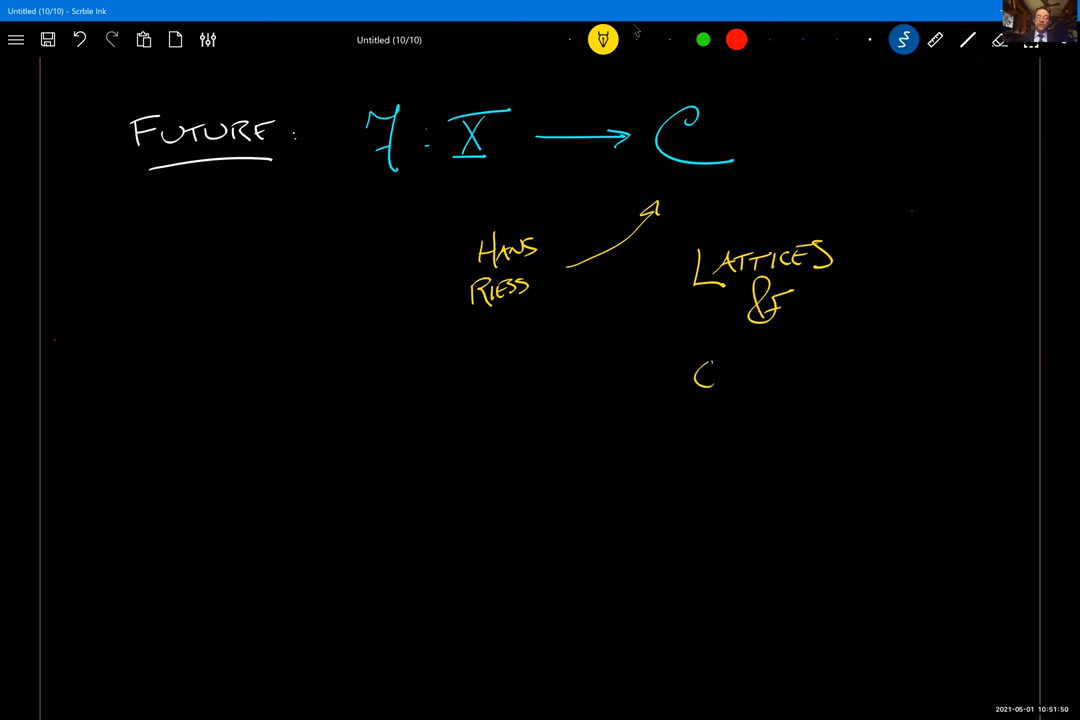 Untitled (10/10) - Scrble Ink
Untitled (10/10)
FUTURE: F : X → C
HANS
RIESS
LATTICES
&
C
2021-05-01 10:51:50